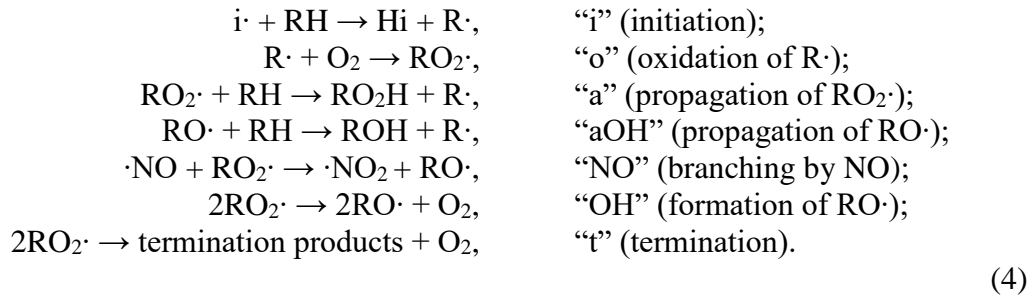 i· + RH → Hi + R·, “i” (initiation);
R· + O₂ → RO₂·, “o” (oxidation of R·);
RO₂· + RH → RO₂H + R·, “a” (propagation of RO₂·);
RO· + RH → ROH + R·, “aOH” (propagation of RO·);
·NO + RO₂· → ·NO₂ + RO·, “NO” (branching by NO);
2RO₂· → 2RO· + O₂, “OH” (formation of RO·);
2RO₂· → termination products + O₂, “t” (termination).
(4)